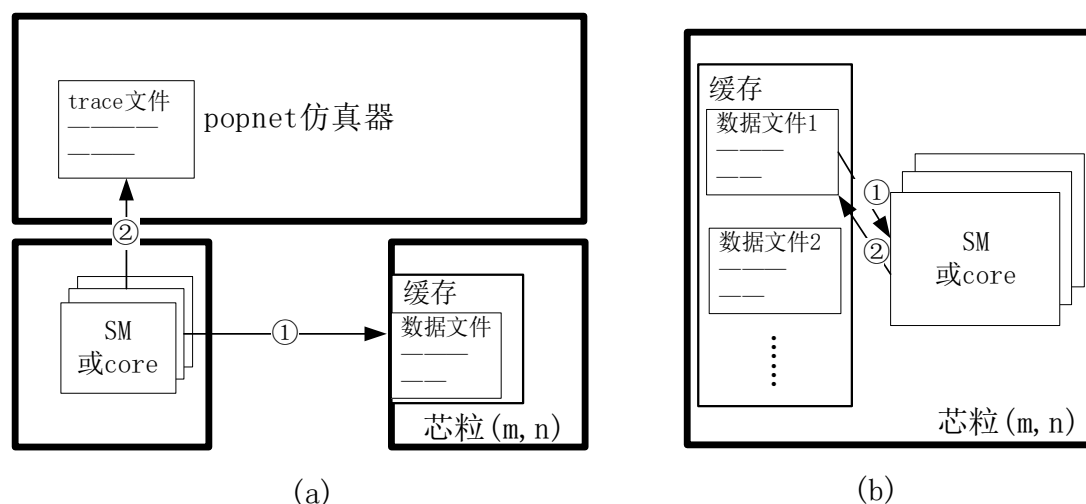 trace文件
popnet仿真器
②
SM
或core
①
缓存
数据文件
芯粒(m,n)
(a)
缓存
数据文件1
①
②
数据文件2
SM
或core
芯粒(m,n)
(b)